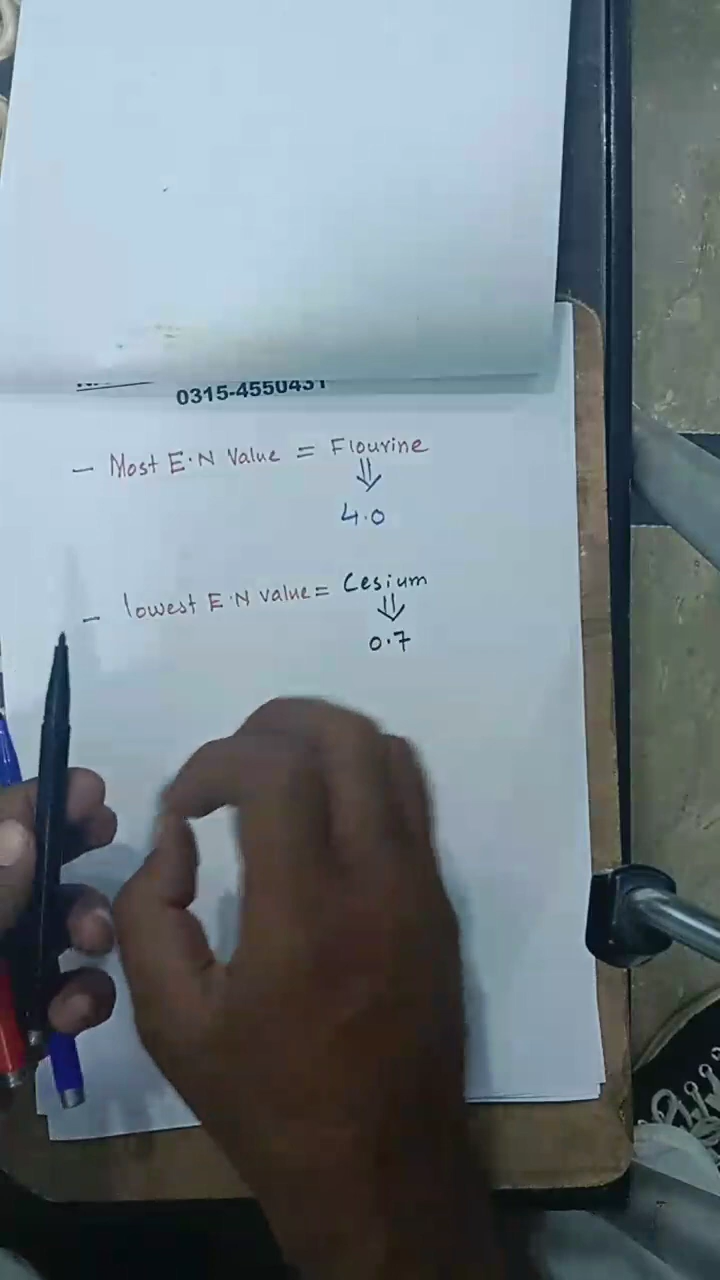 0315-4550431
- Most E.N Value = Flourine
⇓
4.0
- lowest E.N value = Cesium
⇓
0.7